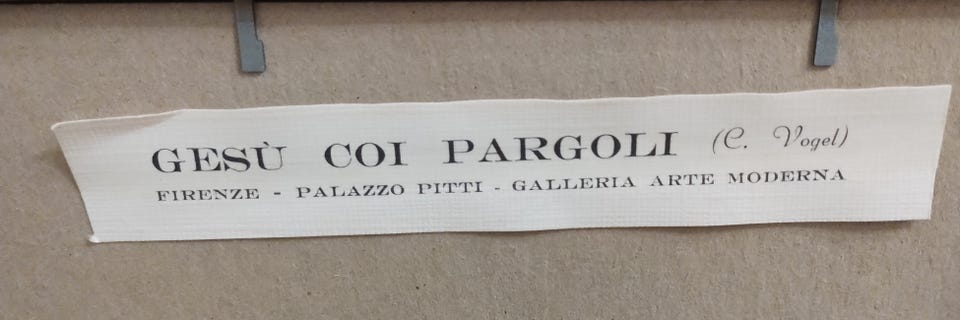 GESÙ COI PARGOLI (C. Vogel)
FIRENZE - PALAZZO PITTI - GALLERIA ARTE MODERNA